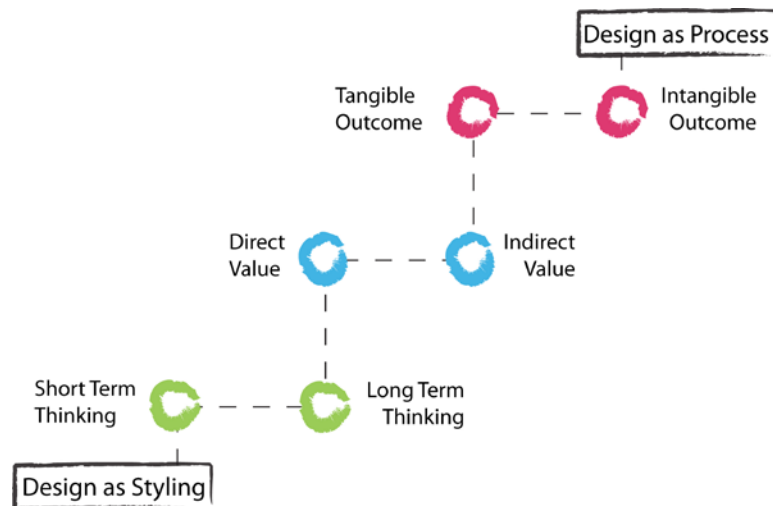 Design as Process
Tangible
Outcome
Intangible
Outcome
Direct
Value
Indirect
Value
Short Term
Thinking
Long Term
Thinking
Design as Styling